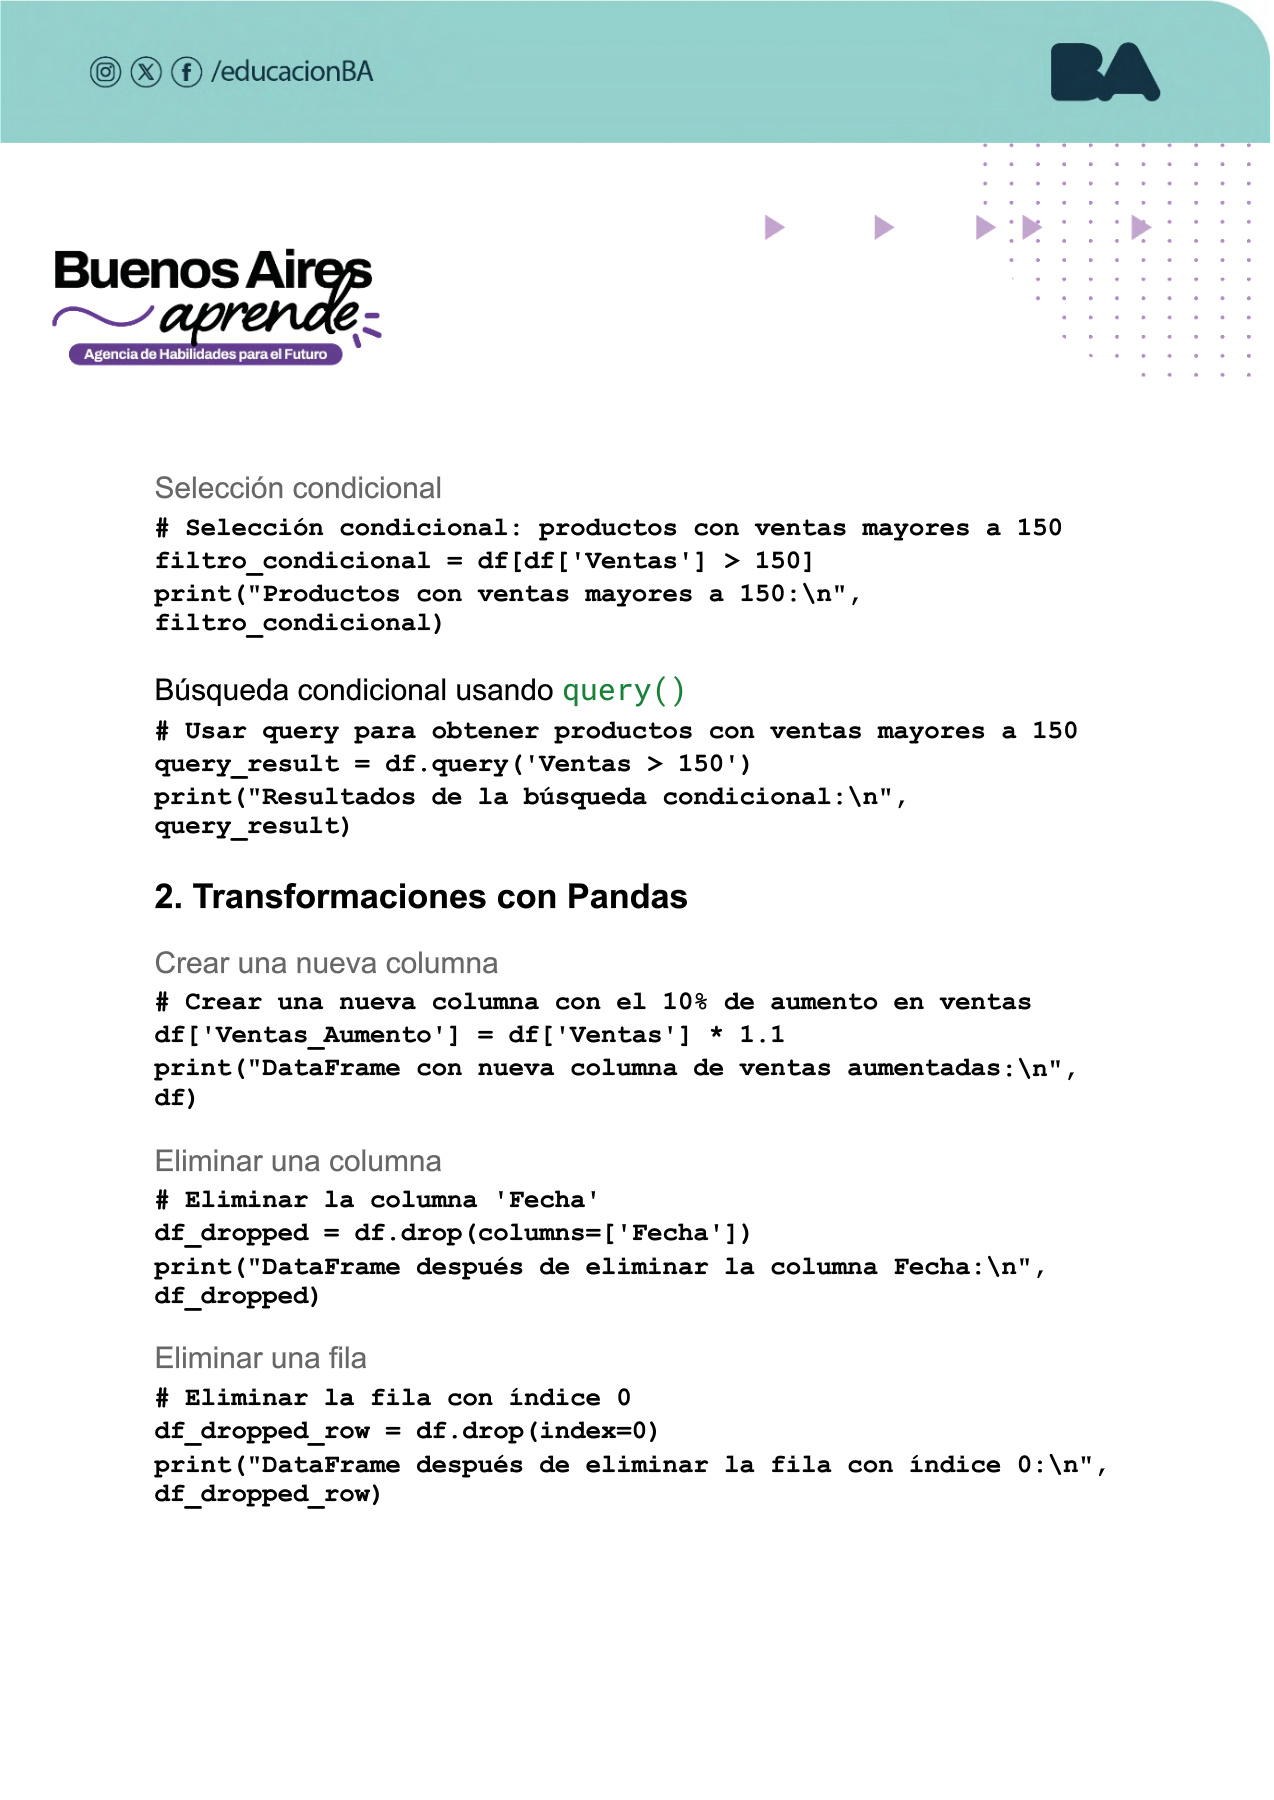 /educacionBA
BA
Buenos Aires
aprende
Agencia de Habilidades para el Futuro
Selección condicional
# Selección condicional: productos con ventas mayores a 150
filtro_condicional = df[df['Ventas'] > 150]
print("Productos con ventas mayores a 150:\n",
filtro_condicional)
Búsqueda condicional usando query()
# Usar query para obtener productos con ventas mayores a 150
query_result = df.query('Ventas > 150')
print("Resultados de la búsqueda condicional:\n",
query_result)
2. Transformaciones con Pandas
Crear una nueva columna
# Crear una nueva columna con el 10% de aumento en ventas
df['Ventas_Aumento'] = df['Ventas'] * 1.1
print("DataFrame con nueva columna de ventas aumentadas:\n",
df)
Eliminar una columna
# Eliminar la columna 'Fecha'
df_dropped = df.drop(columns=['Fecha'])
print("DataFrame después de eliminar la columna Fecha:\n",
df_dropped)
Eliminar una fila
# Eliminar la fila con índice 0
df_dropped_row = df.drop(index=0)
print("DataFrame después de eliminar la fila con índice 0:\n",
df_dropped_row)